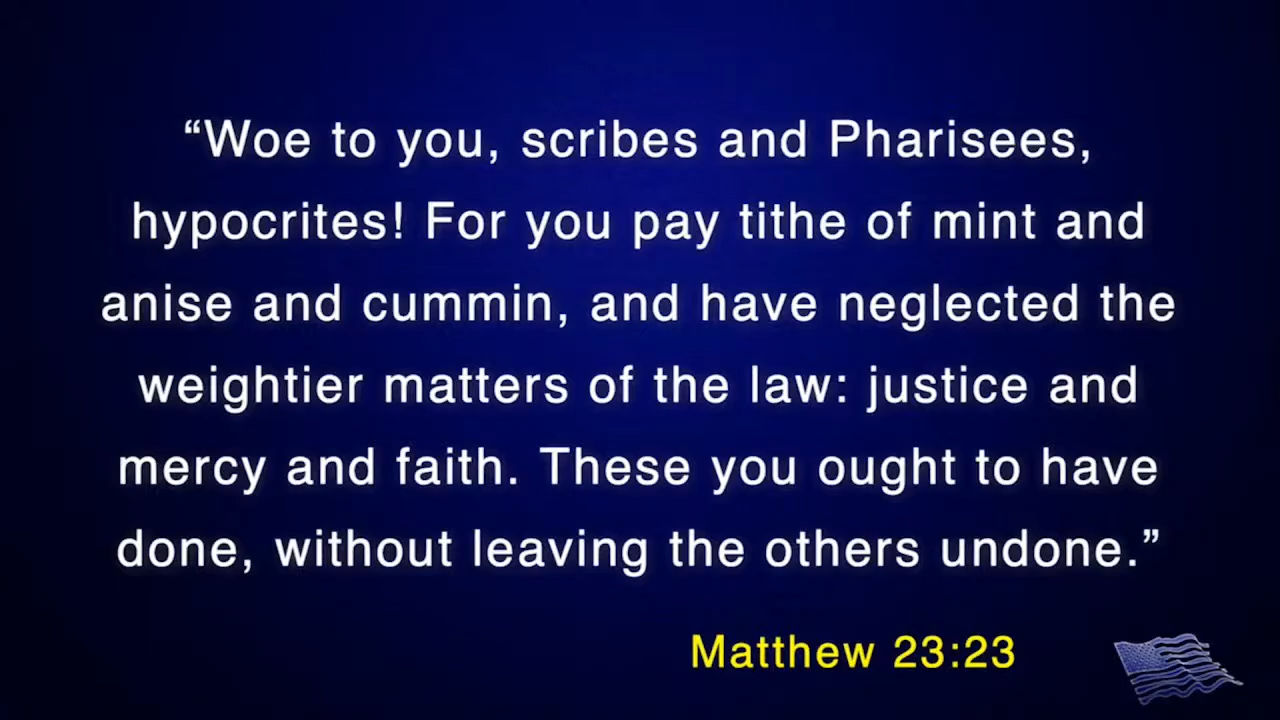 “Woe to you, scribes and Pharisees,
hypocrites! For you pay tithe of mint and
anise and cummin, and have neglected the
weightier matters of the law: justice and
mercy and faith. These you ought to have
done, without leaving the others undone.”
Matthew 23:23